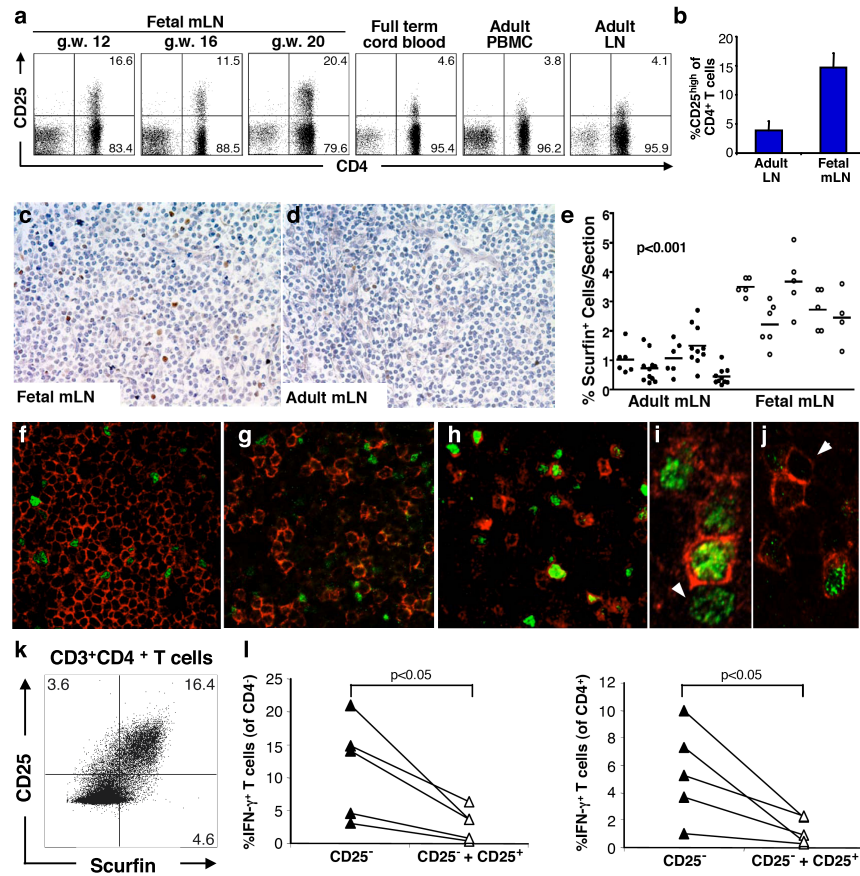 a
Fetal mLN
g.w. 12
g.w. 16
g.w. 20
Full term cord blood
Adult PBMC
Adult LN
16.6
11.5
20.4
4.6
3.8
4.1
83.4
88.5
79.6
95.4
96.2
95.9
CD25
CD4
b
%CD25high of
CD4+ T cells
20
15
10
5
0
Adult LN
Fetal mLN
c
Fetal mLN
d
Adult mLN
e
% Scurfin+ Cells/Section
6
5
4
3
2
1
0
p<0.001
Adult mLN
Fetal mLN
f
g
h
i
j
k
CD3+CD4 + T cells
3.6
16.4
4.6
CD25
Scurfin
l
%IFN-γ+ T cells (of CD4-)
25
20
15
10
5
0
p<0.05
CD25-
CD25- + CD25+
%IFN-γ+ T cells (of CD4+)
12
10
8
6
4
2
0
p<0.05
CD25-
CD25- + CD25+